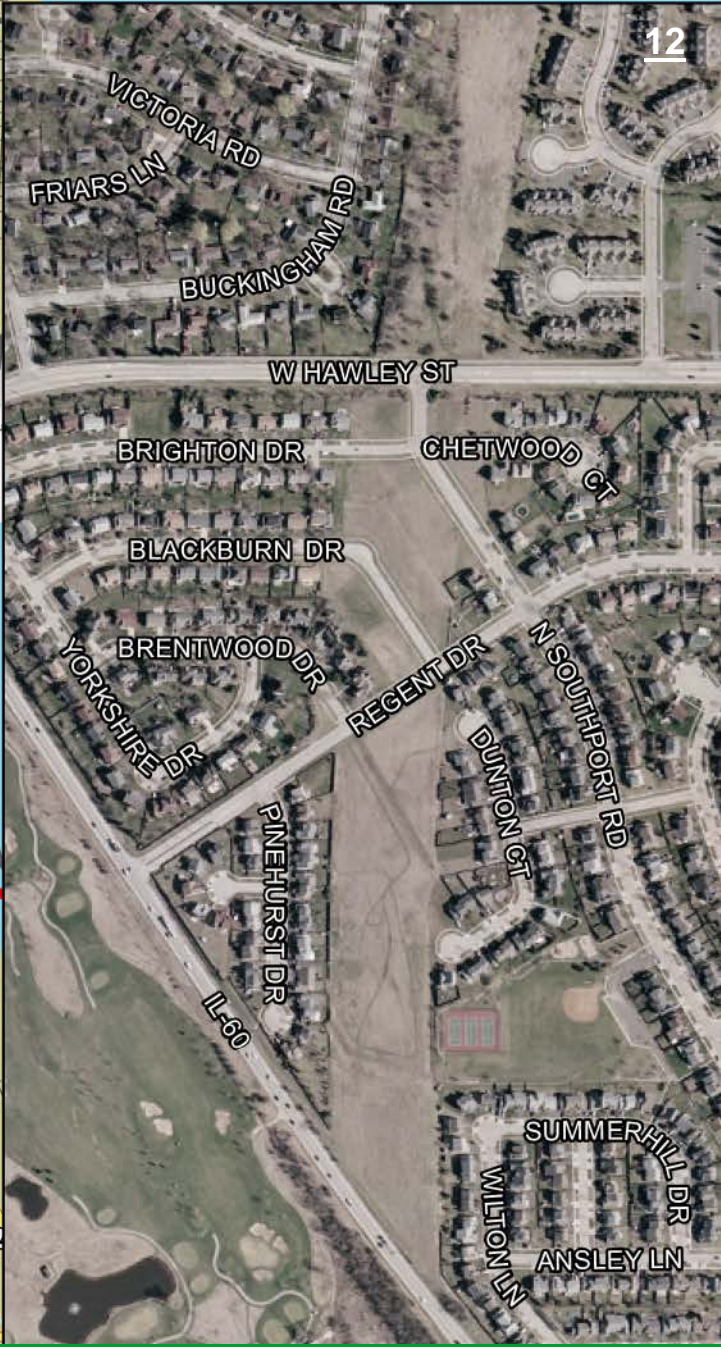 12
VICTORIA RD
FRIARS LN
BUCKINGHAM RD
W HAWLEY ST
BRIGHTON DR
CHETWOOD CT
BLACKBURN DR
BRENTWOOD DR
YORKSHIRE DR
REGENT DR
N SOUTHPORT RD
DUNTON CT
PINEHURST DR
IL-60
SUMMERHILL DR
WILTON LN
ANSLEY LN